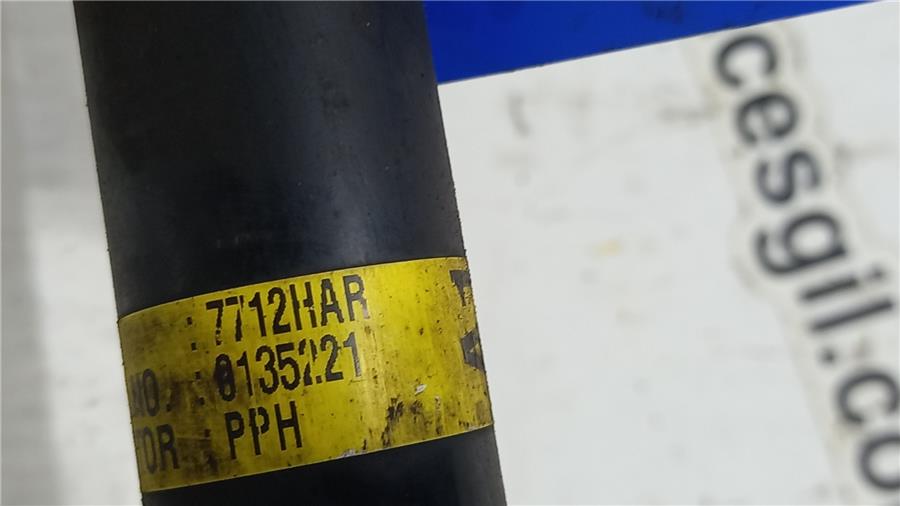 : 7712HAR
NO. : 0135221
TOR : PPH
cesgil.co